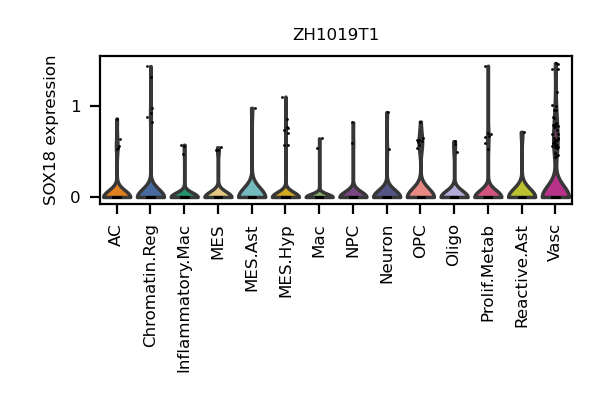 ZH1019T1
SOX18 expression
1
0
AC
Chromatin.Reg
Inflammatory.Mac
MES
MES.Ast
MES.Hyp
Mac
NPC
Neuron
OPC
Oligo
Prolif.Metab
Reactive.Ast
Vasc